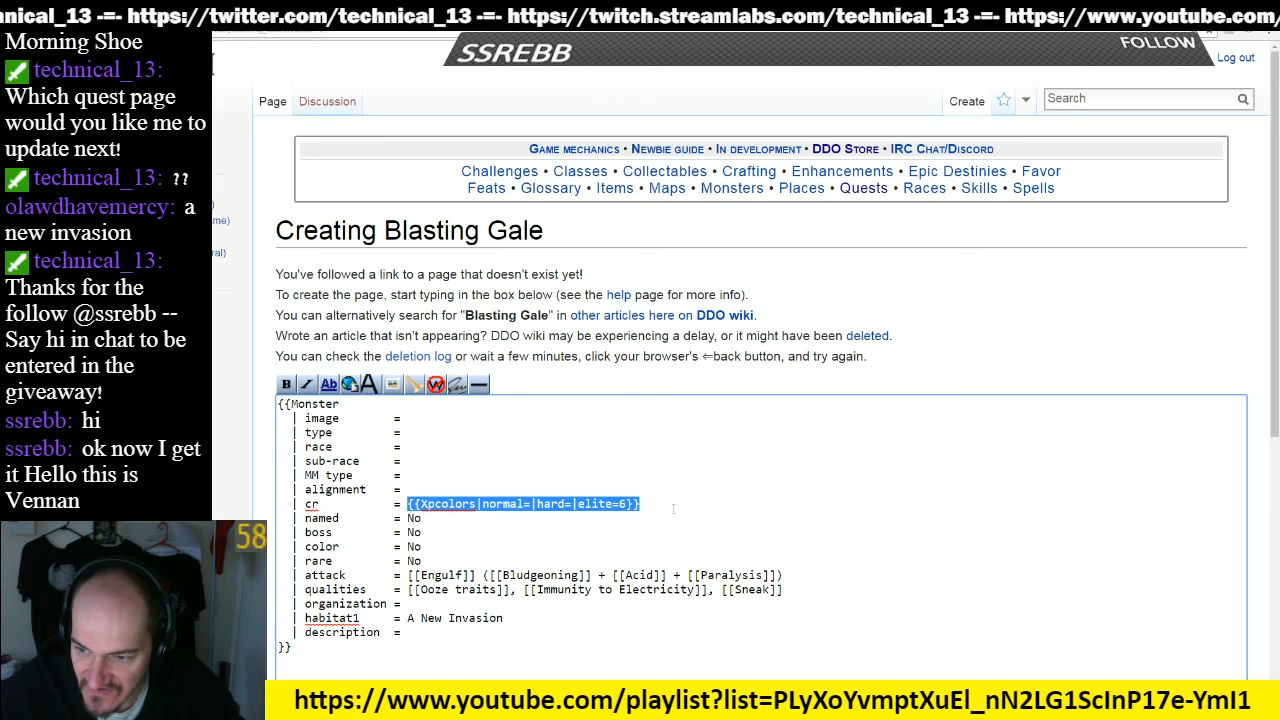 nical_13 -=- https://twitter.com/technical_13 -=- https://twitch.streamlabs.com/technical_13 -=- https://www.youtube.com/
Morning Shoe
technical_13:
Which quest page
would you like me to
update next!
technical_13: ??
olawdhavemercy: a
new invasion
technical_13:
Thanks for the
follow @ssrebb --
Say hi in chat to be
entered in the
giveaway!
ssrebb: hi
ssrebb: ok now I get
it Hello this is
Vennan
58
SSREBB
FOLLOW
Log out
Page
Discussion
Create
Search
me)
ral)
Game mechanics • Newbie guide • In development • DDO Store • IRC Chat/Discord
Challenges • Classes • Collectables • Crafting • Enhancements • Epic Destinies • Favor
Feats • Glossary • Items • Maps • Monsters • Places • Quests • Races • Skills • Spells
Creating Blasting Gale
You've followed a link to a page that doesn't exist yet!
To create the page, start typing in the box below (see the help page for more info).
You can alternatively search for "Blasting Gale" in other articles here on DDO wiki.
Wrote an article that isn't appearing? DDO wiki may be experiencing a delay, or it might have been deleted.
You can check the deletion log or wait a few minutes, click your browser's ⇐back button, and try again.
B I Ab A W
{{Monster
| image =
| type =
| race =
| sub-race =
| MM type =
| alignment =
| cr = {{Xpcolors|normal=|hard=|elite=6}}
| named = No
| boss = No
| color = No
| rare = No
| attack = [[Engulf]] ([[Bludgeoning]] + [[Acid]] + [[Paralysis]])
| qualities = [[Ooze traits]], [[Immunity to Electricity]], [[Sneak]]
| organization =
| habitat1 = A New Invasion
| description =
}}
https://www.youtube.com/playlist?list=PLyXoYvmptXuEl_nN2LG1ScInP17e-YmI1